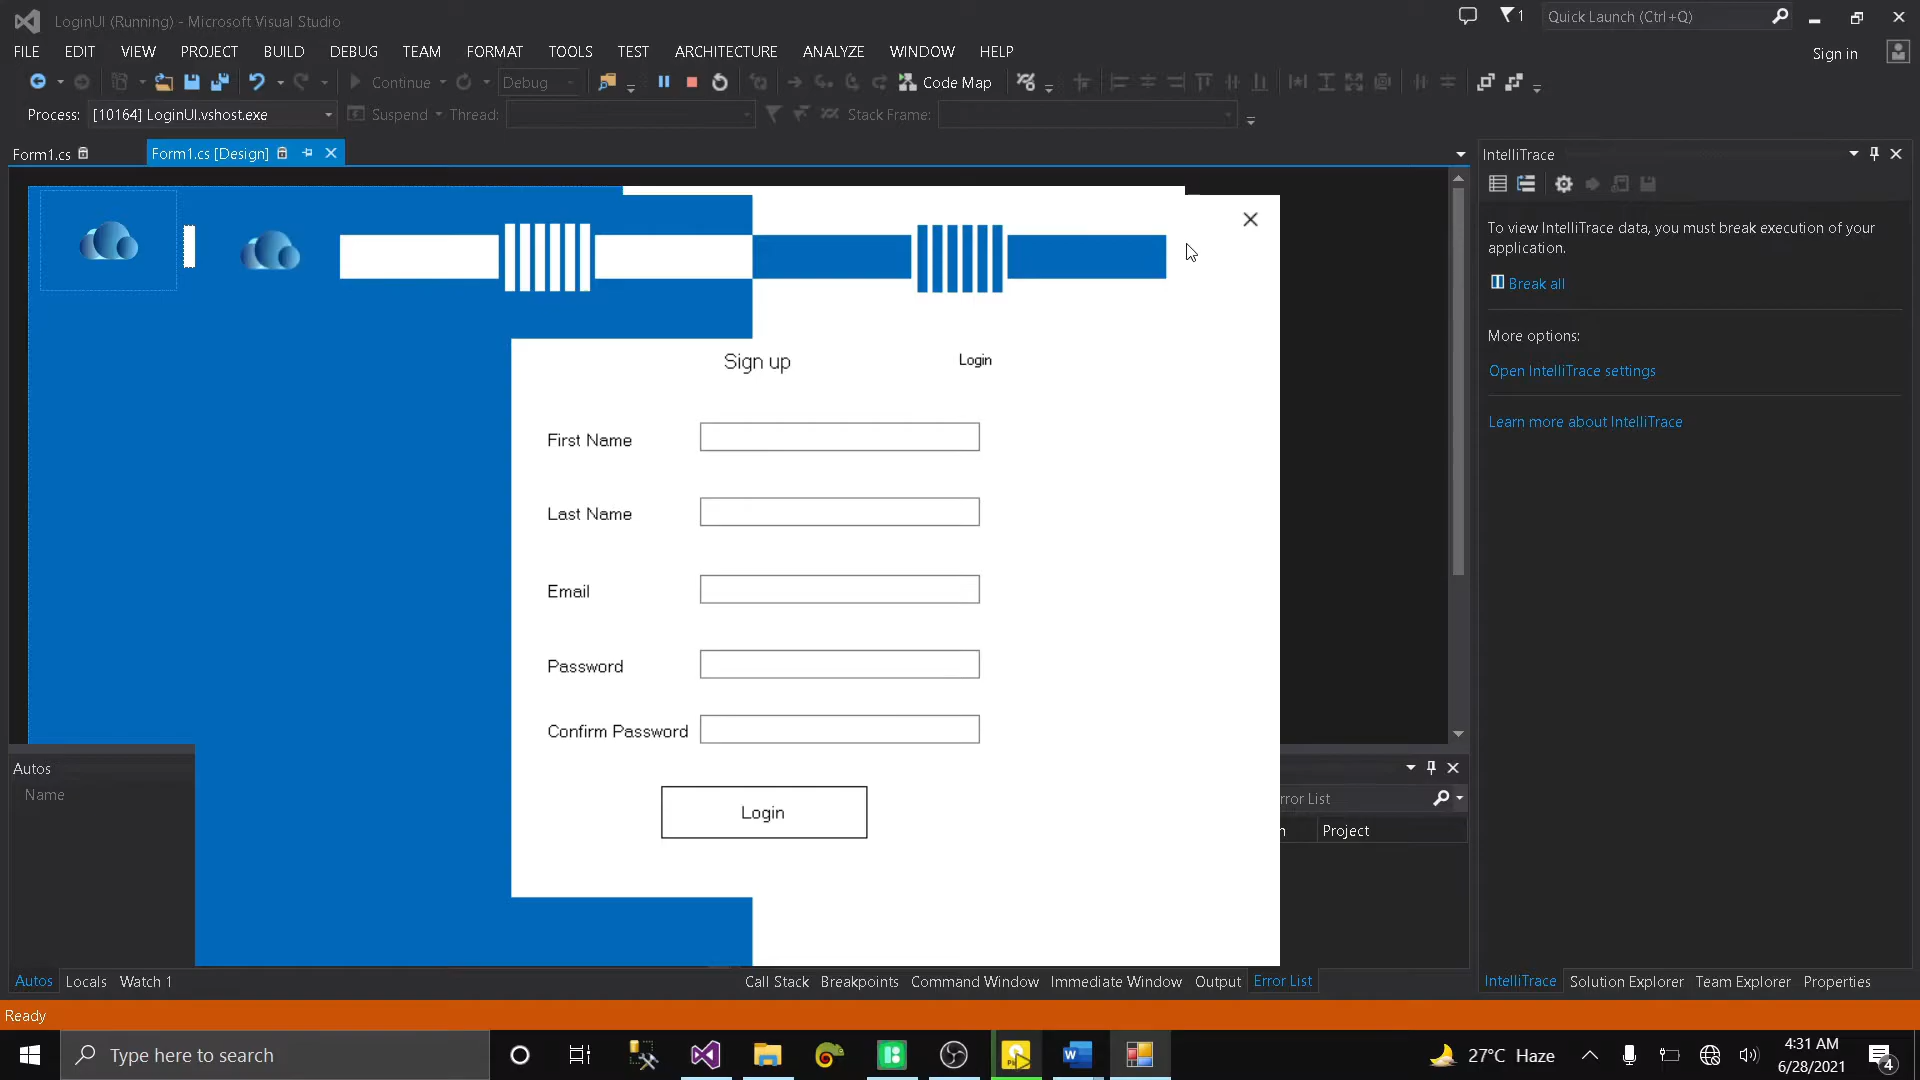 LoginUI (Running) - Microsoft Visual Studio
1
Quick Launch (Ctrl+Q)
FILE EDIT VIEW PROJECT BUILD DEBUG TEAM FORMAT TOOLS TEST ARCHITECTURE ANALYZE WINDOW HELP
Sign in
Continue Debug Code Map
Process: [10164] LoginUI.vshost.exe Suspend Thread: Stack Frame:
Form1.cs Form1.cs [Design]
IntelliTrace
To view IntelliTrace data, you must break execution of your
application.
Break all
More options:
Open IntelliTrace settings
Learn more about IntelliTrace
Sign up Login
First Name
Last Name
Email
Password
Confirm Password
Login
Autos
Name
rror List
n Project
Autos Locals Watch 1
Call Stack Breakpoints Command Window Immediate Window Output Error List
IntelliTrace Solution Explorer Team Explorer Properties
Ready
Type here to search
27°C Haze
4:31 AM
6/28/2021
4